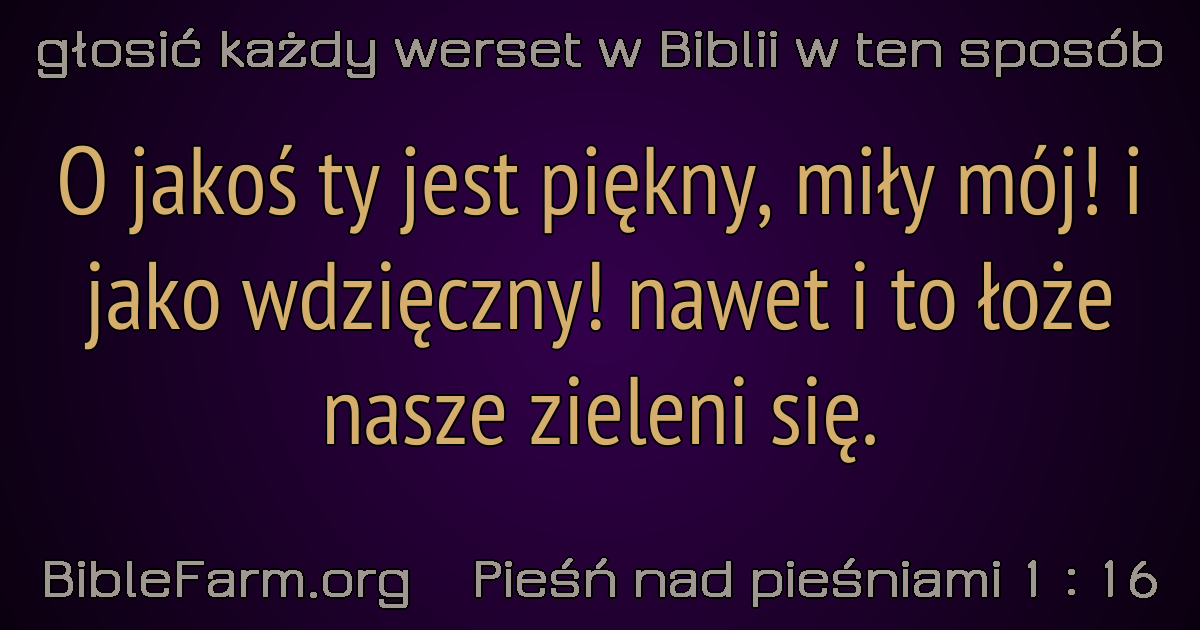 głosić każdy werset w Biblii w ten sposób
O jakoś ty jest piękny, miły mój! i
jako wdzięczny! nawet i to łoże
nasze zieleni się.
BibleFarm.org Pieśń nad pieśniami 1 : 16